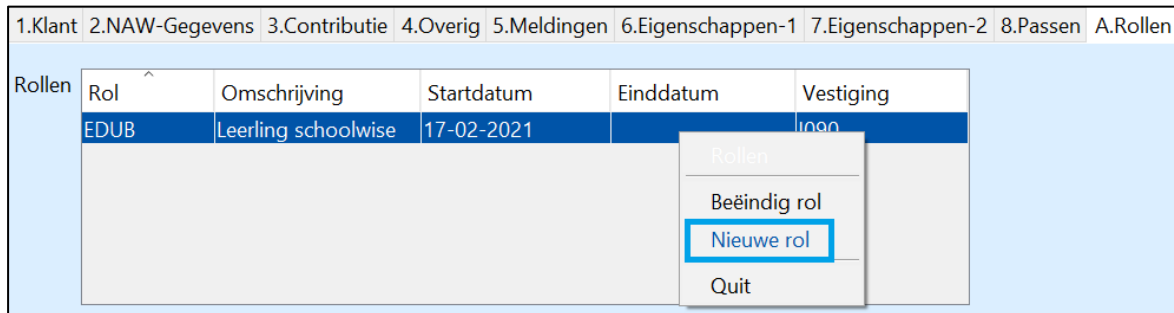 1.Klant 2.NAW-Gegevens 3.Contributie 4.Overig 5.Meldingen 6.Eigenschappen-1 7.Eigenschappen-2 8.Passen A.Rollen
Rollen Rol Omschrijving Startdatum Einddatum Vestiging
EDUB Leerling schoolwise 17-02-2021
Rollen
Beëindig rol
Nieuwe rol
Quit